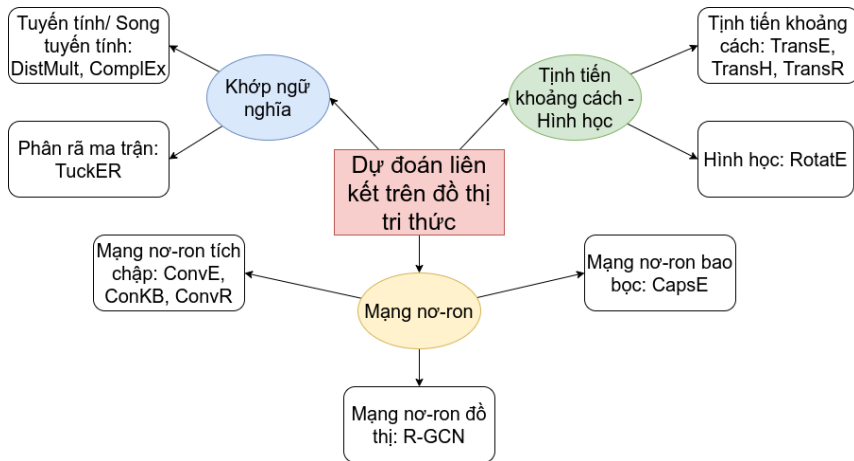 Tuyến tính/ Song
tuyến tính:
DistMult, ComplEx
Khớp ngữ
nghĩa
Phân rã ma trận:
TuckER
Tịnh tiến
khoảng cách -
Hình học
Tịnh tiến khoảng
cách: TransE,
TransH, TransR
Hình học: RotatE
Dự đoán liên
kết trên đồ thị
tri thức
Mạng nơ-ron tích
chập: ConvE,
ConKB, ConvR
Mạng nơ-ron
Mạng nơ-ron bao
bọc: CapsE
Mạng nơ-ron đồ
thị: R-GCN